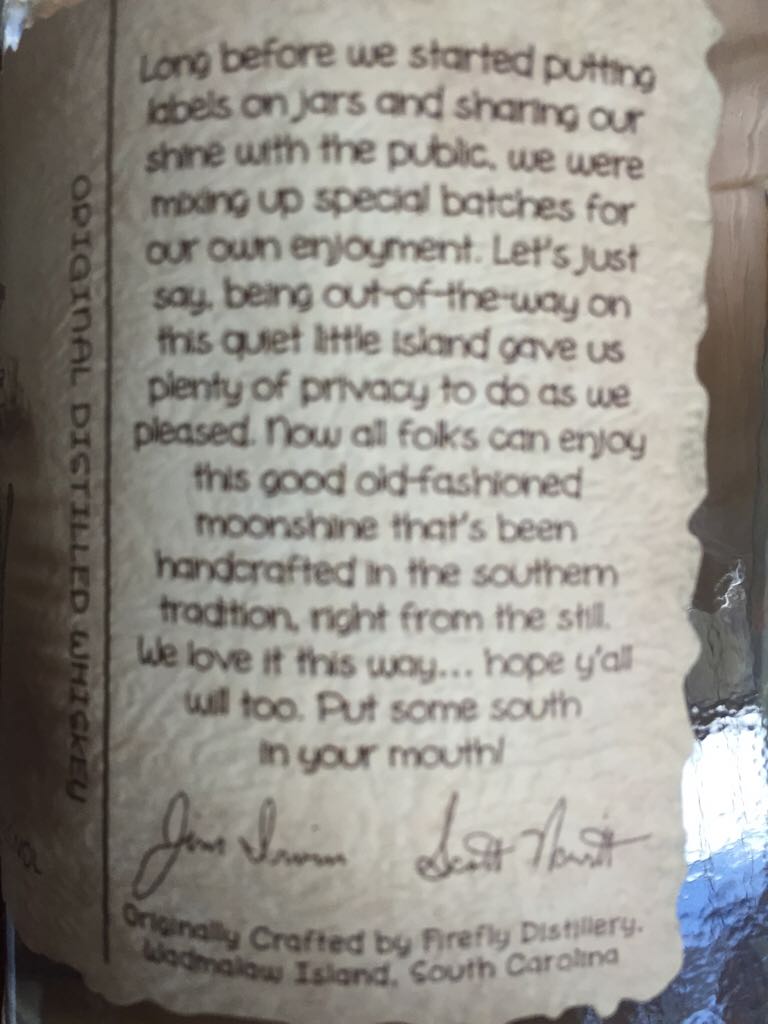 Long before we started putting
labels on jars and sharing our
shine with the public, we were
mixing up special batches for
our own enjoyment. Let's just
say, being out-of-the-way on
this quiet little island gave us
plenty of privacy to do as we
pleased. Now all folks can enjoy
this good old-fashioned
moonshine that's been
handcrafted in the southern
tradition, right from the still.
We love it this way... hope y'all
will too. Put some south
in your mouth!
Jim Irvin Scott
Originally Crafted by Firefly Distillery,
Wadmalaw Island, South Carolina
ORIGINAL DISTILLED WHISKEY